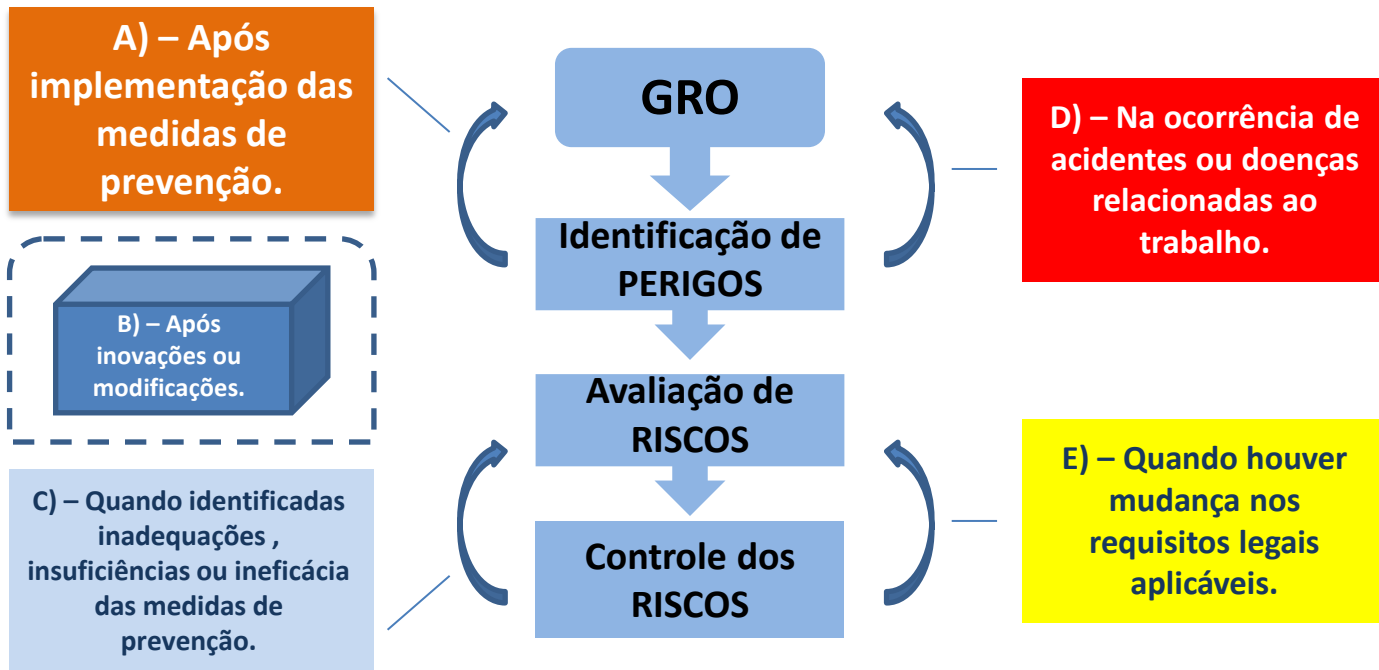 A) – Após
implementação das
medidas de
prevenção.
B) – Após
inovações ou
modificações.
C) – Quando identificadas
inadequações ,
insuficiências ou ineficácia
das medidas de
prevenção.
GRO
Identificação de
PERIGOS
Avaliação de
RISCOS
Controle dos
RISCOS
D) – Na ocorrência de
acidentes ou doenças
relacionadas ao
trabalho.
E) – Quando houver
mudança nos
requisitos legais
aplicáveis.